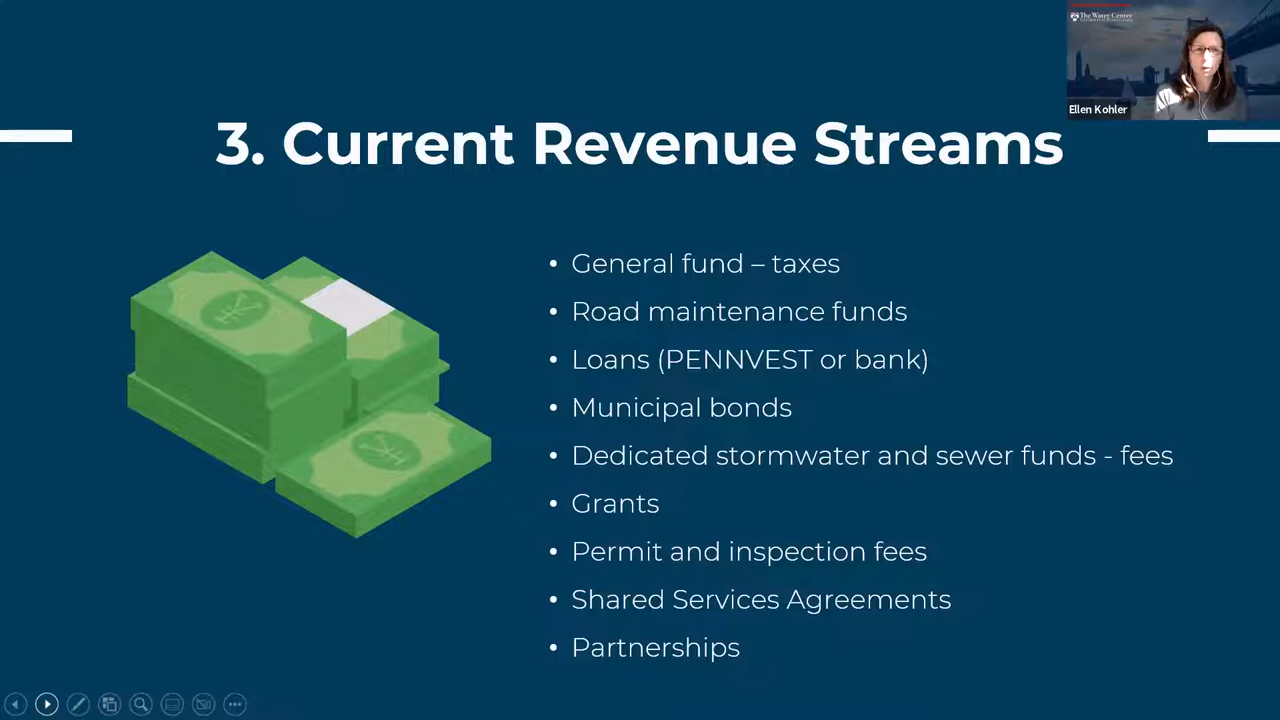 The Water Center
Ellen Kohler
3. Current Revenue Streams
• General fund – taxes
• Road maintenance funds
• Loans (PENNVEST or bank)
• Municipal bonds
• Dedicated stormwater and sewer funds - fees
• Grants
• Permit and inspection fees
• Shared Services Agreements
• Partnerships